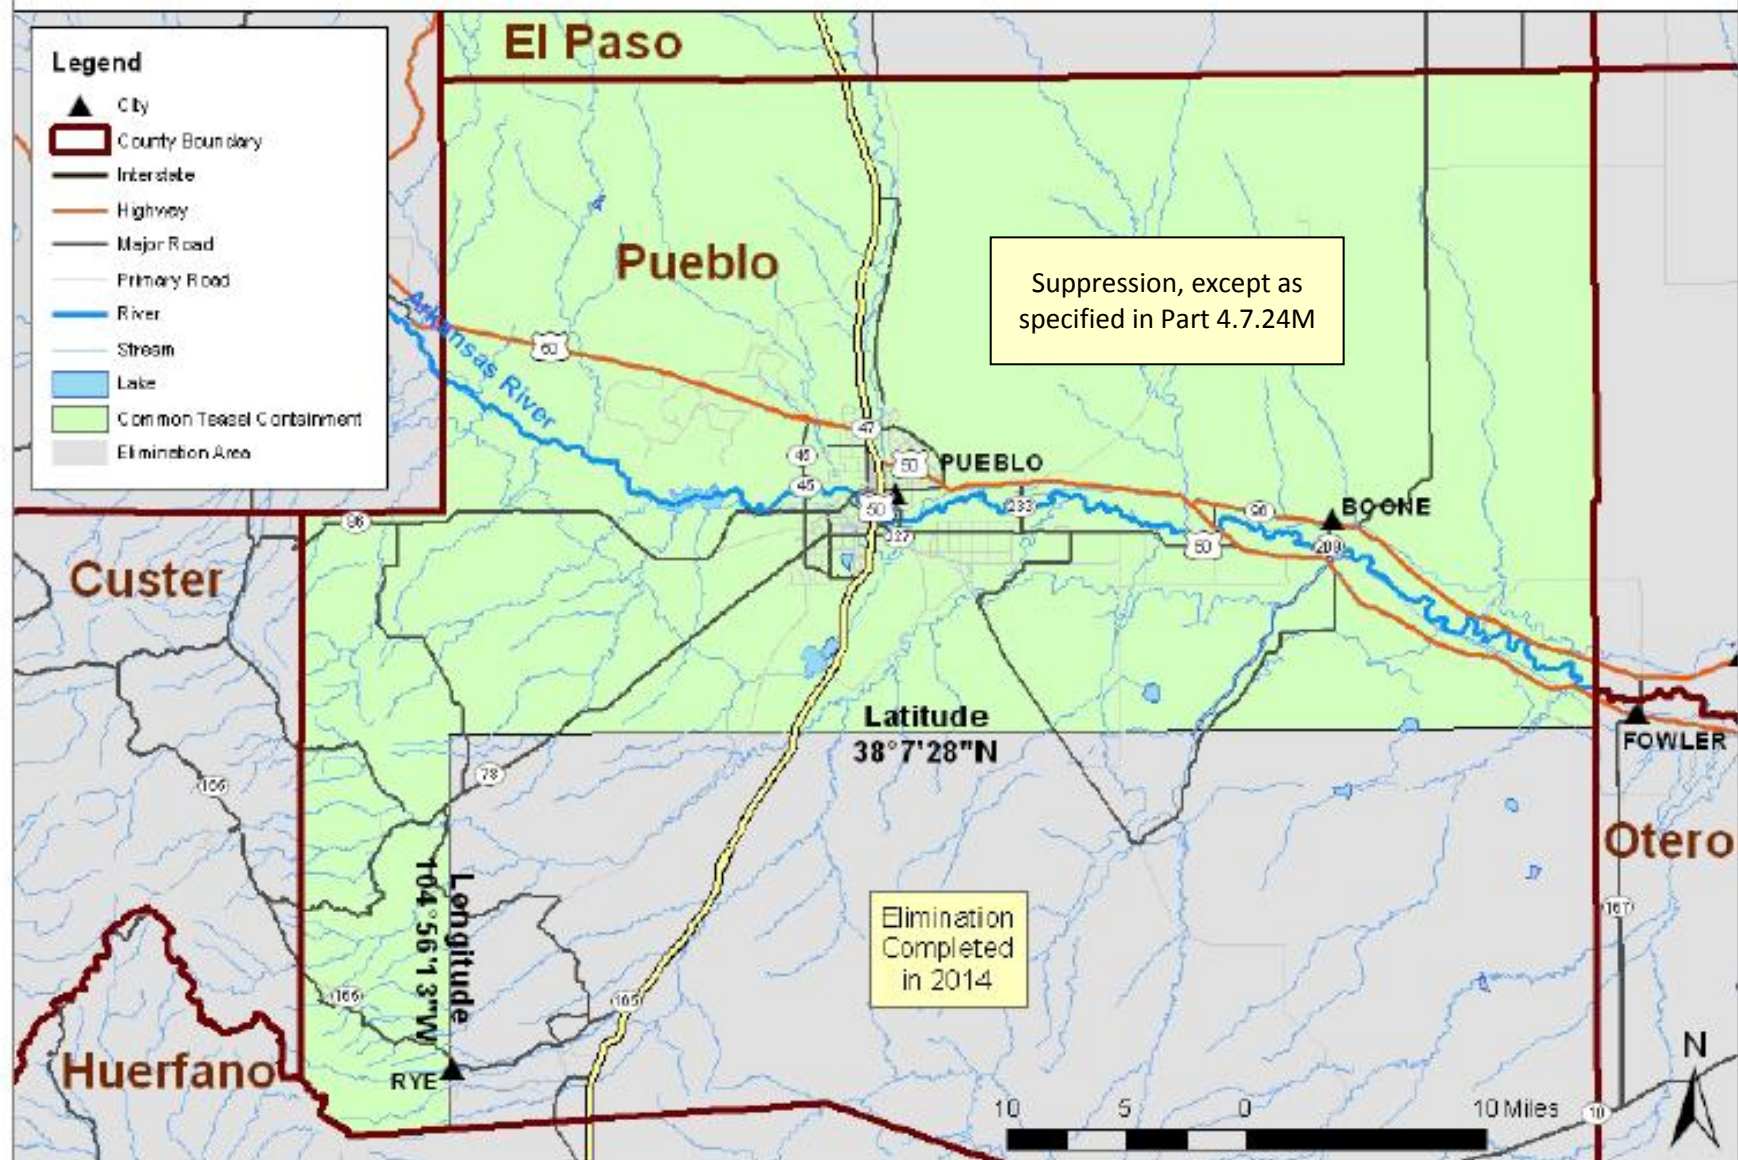 El Paso
Legend
City
County Boundary
Interstate
Highway
Major Road
Primary Road
River
Stream
Lake
Common Teasel Containment
Elimination Area
Pueblo
Suppression, except as
specified in Part 4.7.24M
Arkansas River
50
47
45
50
PUEBLO
45
50
233
96
BOONE
227
50
209
96
Custer
Latitude
38°7'28"N
FOWLER
78
165
Otero
Longitude
104°56'13"W
Elimination
Completed
in 2014
167
165
165
Huerfano
RYE
N
10 5 0 10 Miles
10